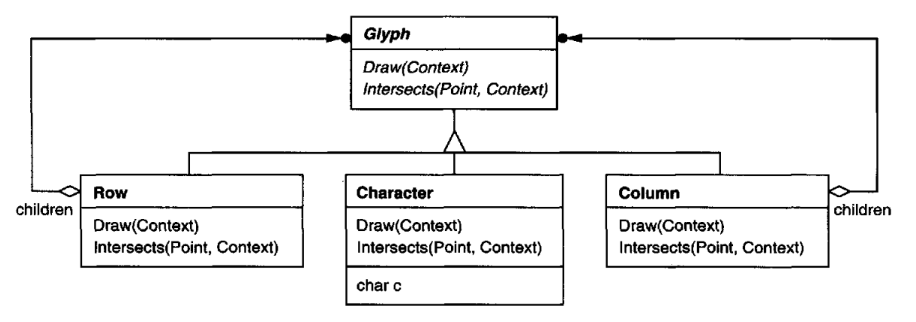 Glyph
Draw(Context)
Intersects(Point, Context)
children
Row
Draw(Context)
Intersects(Point, Context)
Character
Draw(Context)
Intersects(Point, Context)
char c
Column
Draw(Context)
Intersects(Point, Context)
children